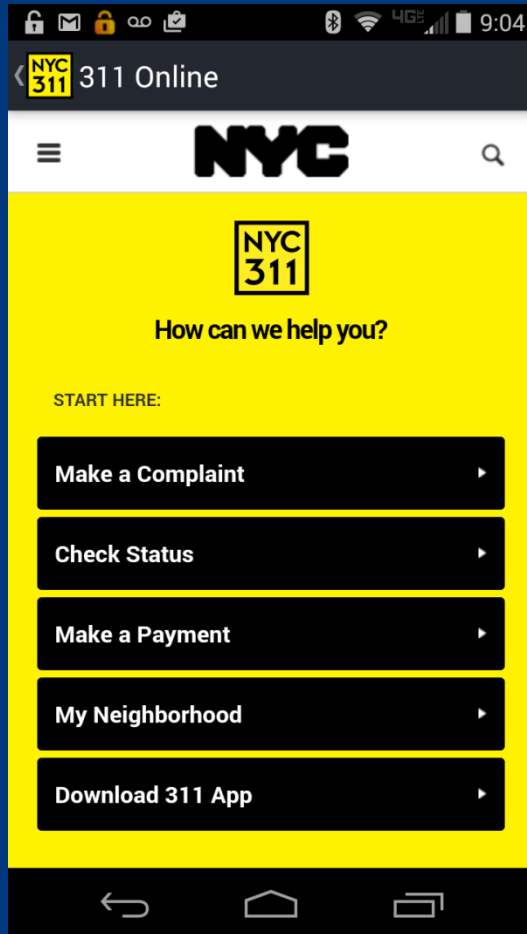 4G 9:04
NYC
311
311 Online
NYC
NYC
311
How can we help you?
START HERE:
Make a Complaint
Check Status
Make a Payment
My Neighborhood
Download 311 App